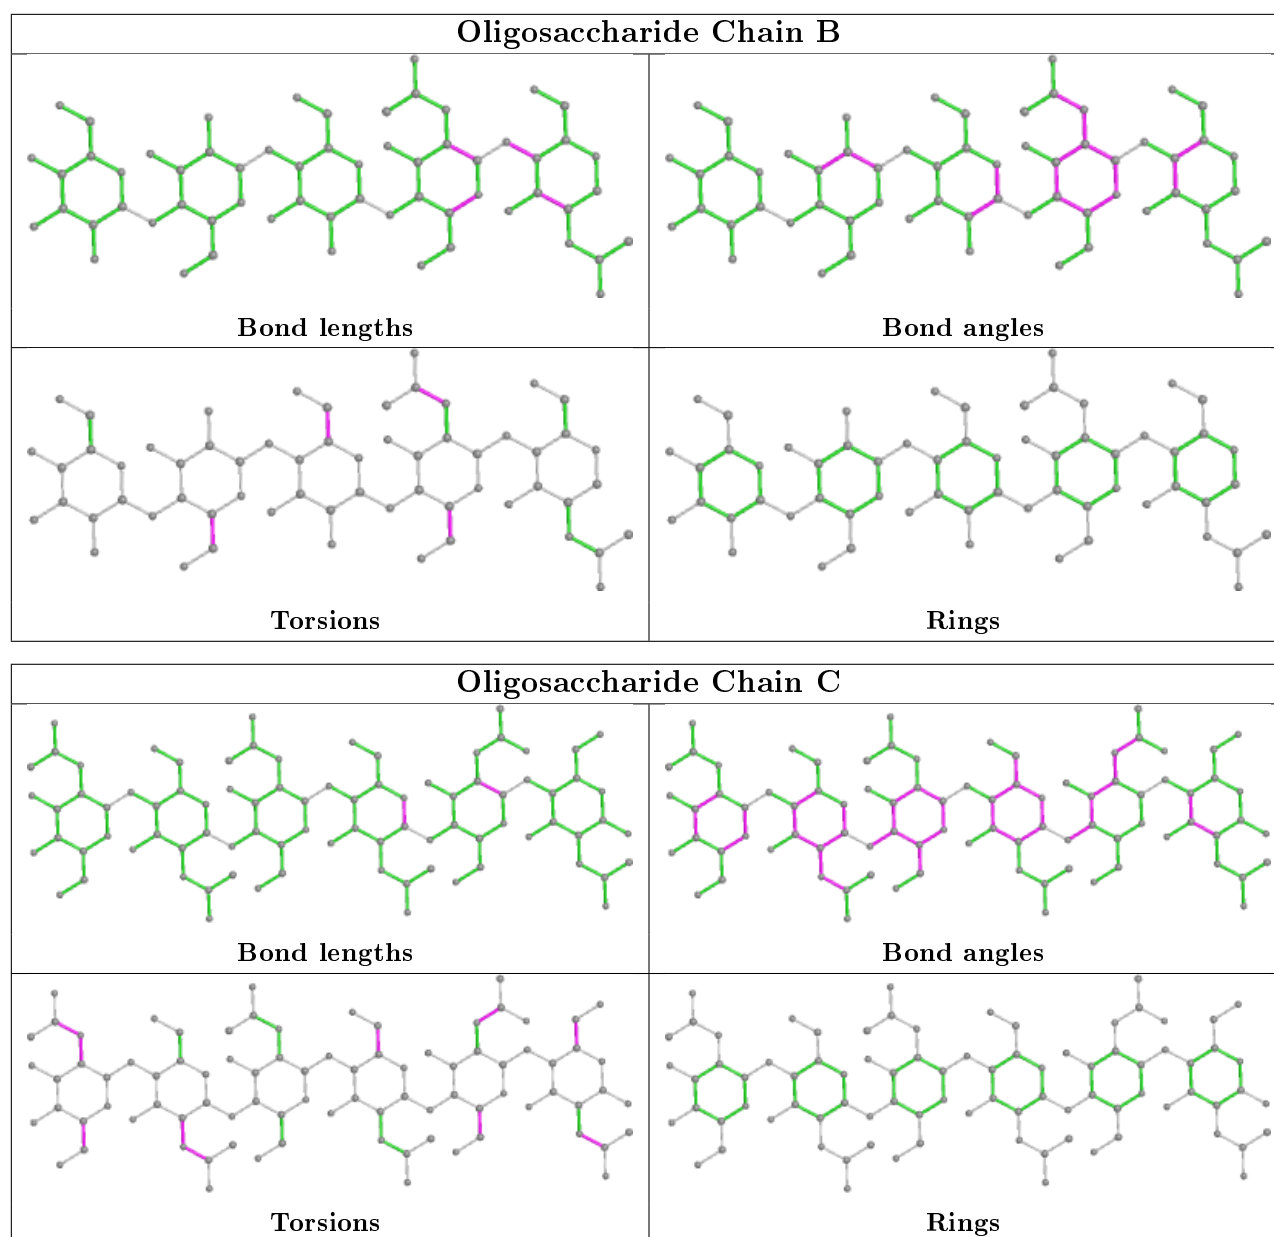 Oligosaccharide Chain B
Bond lengths
Bond angles
Torsions
Rings
Oligosaccharide Chain C
Bond lengths
Bond angles
Torsions
Rings